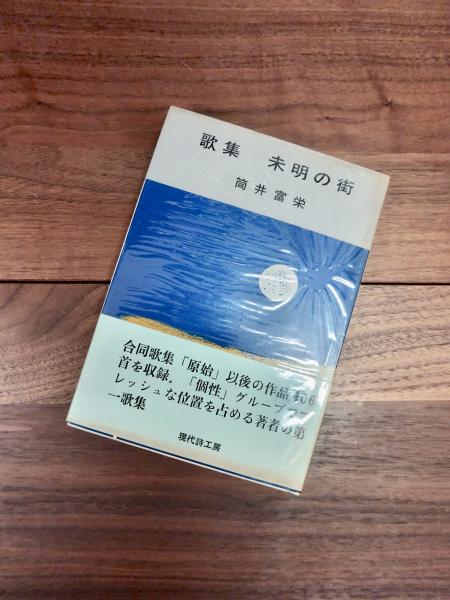 歌集 未明の街
筒井富栄
合同歌集「原始」以後の作品406
首を収録。「個性」グループでフ
レッシュな位置を占める著者の第
一歌集
現代詩工房